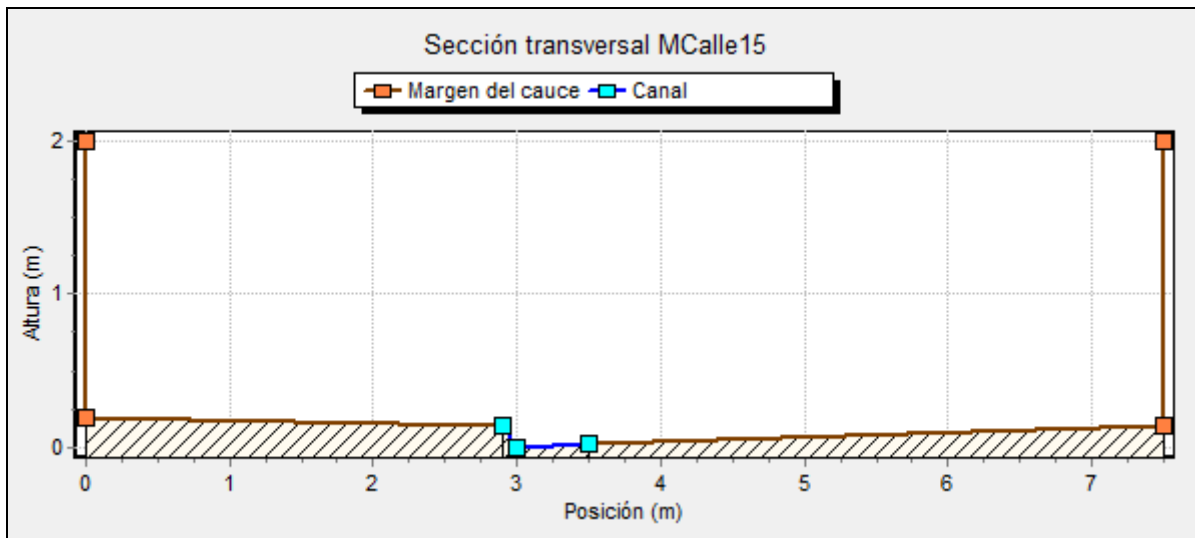 Sección transversal MCalle15
Margen del cauce Canal
2
1
0
Altura (m)
0 1 2 3 4 5 6 7
Posición (m)